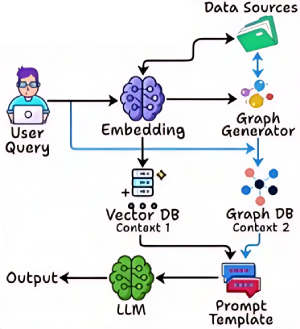 Data Sources
User
Query
Embedding
Graph
Generator
Vector DB
Context 1
Graph DB
Context 2
Output
LLM
Prompt
Template